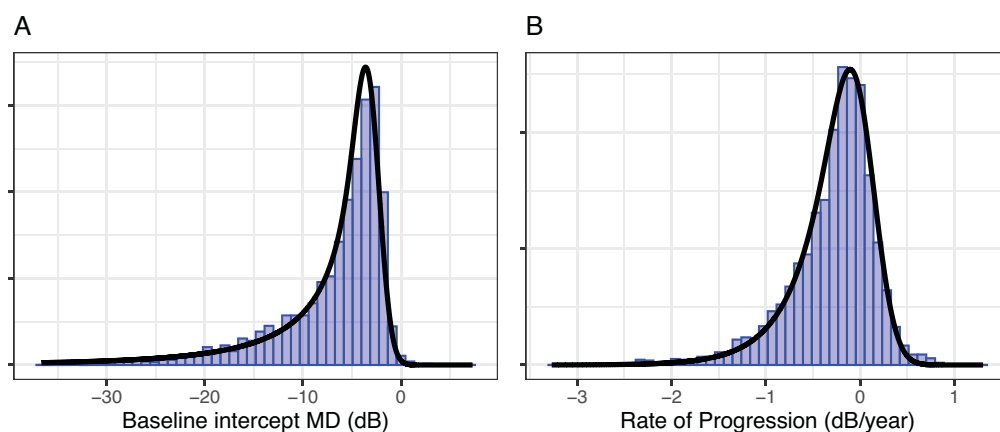 A
B
−30 −20 −10 0
Baseline intercept MD (dB)
−3 −2 −1 0 1
Rate of Progression (dB/year)